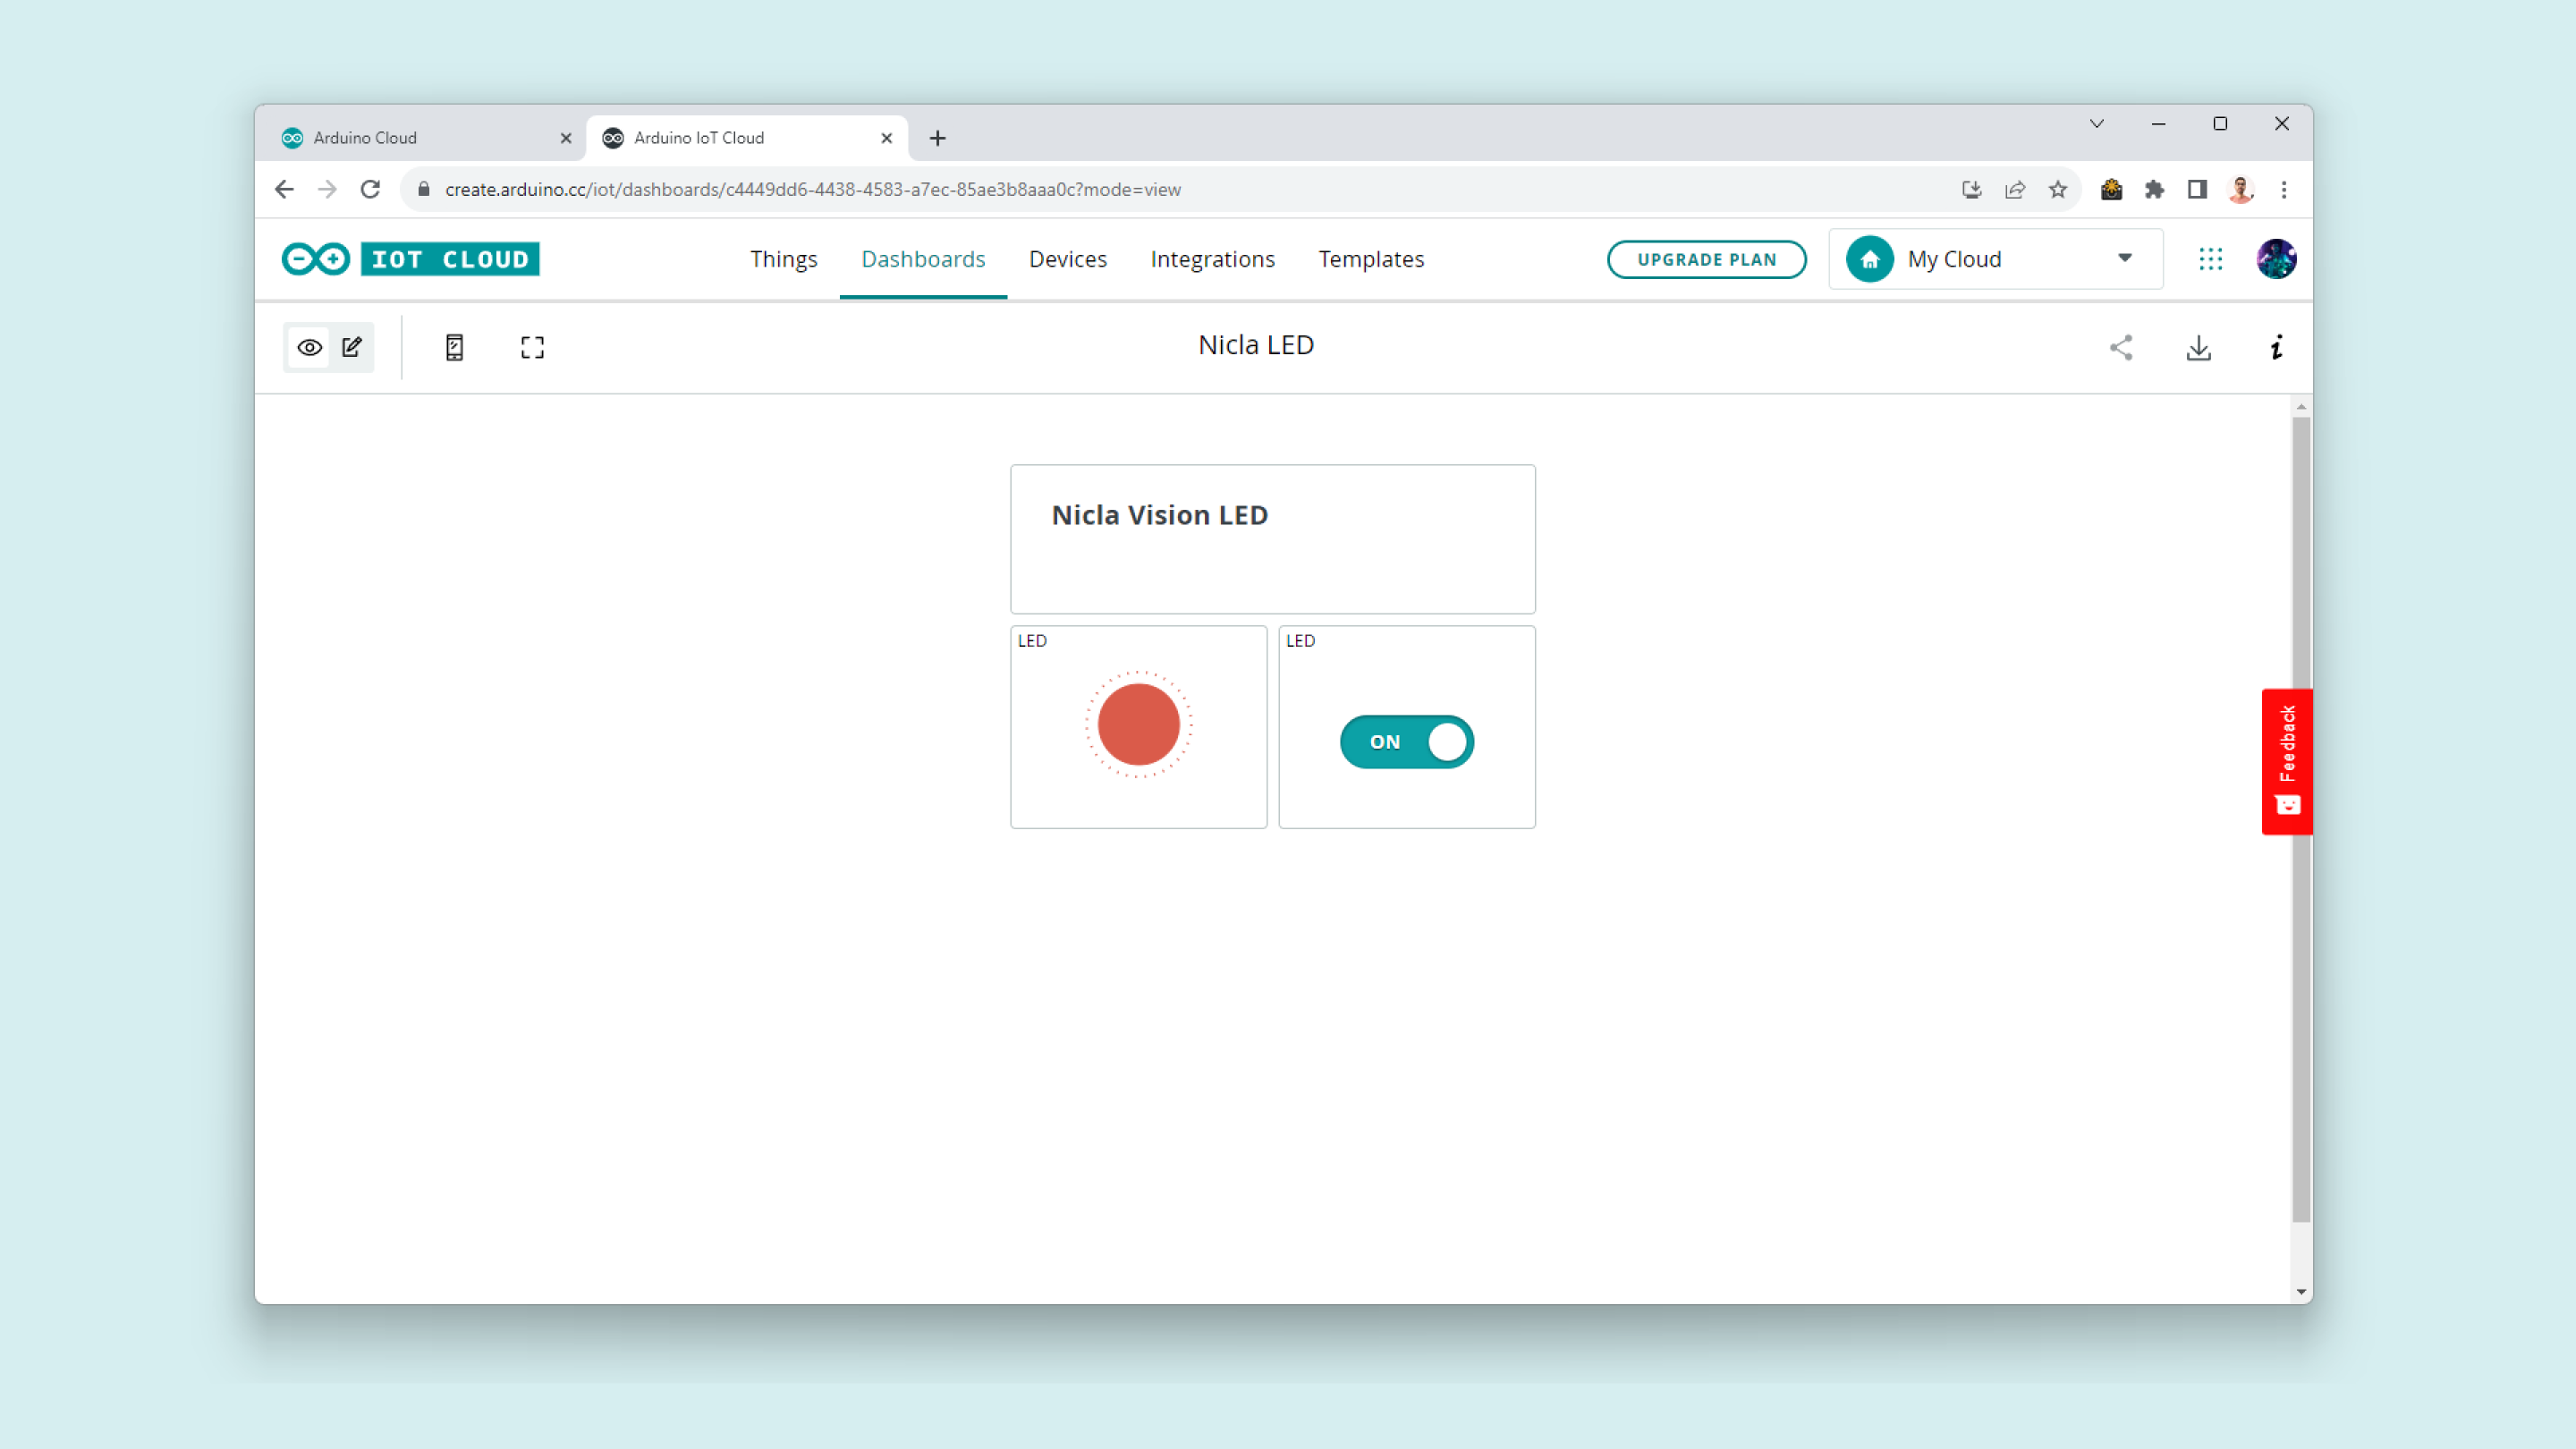 Arduino Cloud
Arduino IoT Cloud
create.arduino.cc/iot/dashboards/c4449dd6-4438-4583-a7ec-85ae3b8aaa0c?mode=view
IOT CLOUD
Things
Dashboards
Devices
Integrations
Templates
UPGRADE PLAN
My Cloud
Nicla LED
Nicla Vision LED
LED
LED
ON
Feedback